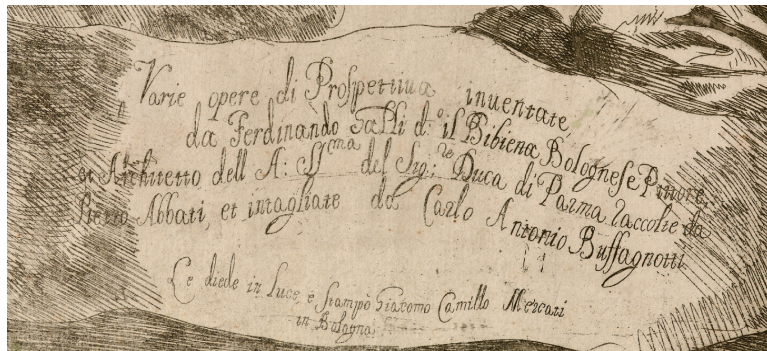 Varie opere di Prospettiua inuentate
da Ferdinando Galli d.º il Bibiena Bolognese Pittore,
et Architetto dell A: S.ma del Sig.re Duca di Parma raccolte da
Pietro Abbati, et intagliate da Carlo Antonio Buffagnotti
Le diede in Luce, e stampò Giacomo Camillo Mercati
in Bologna